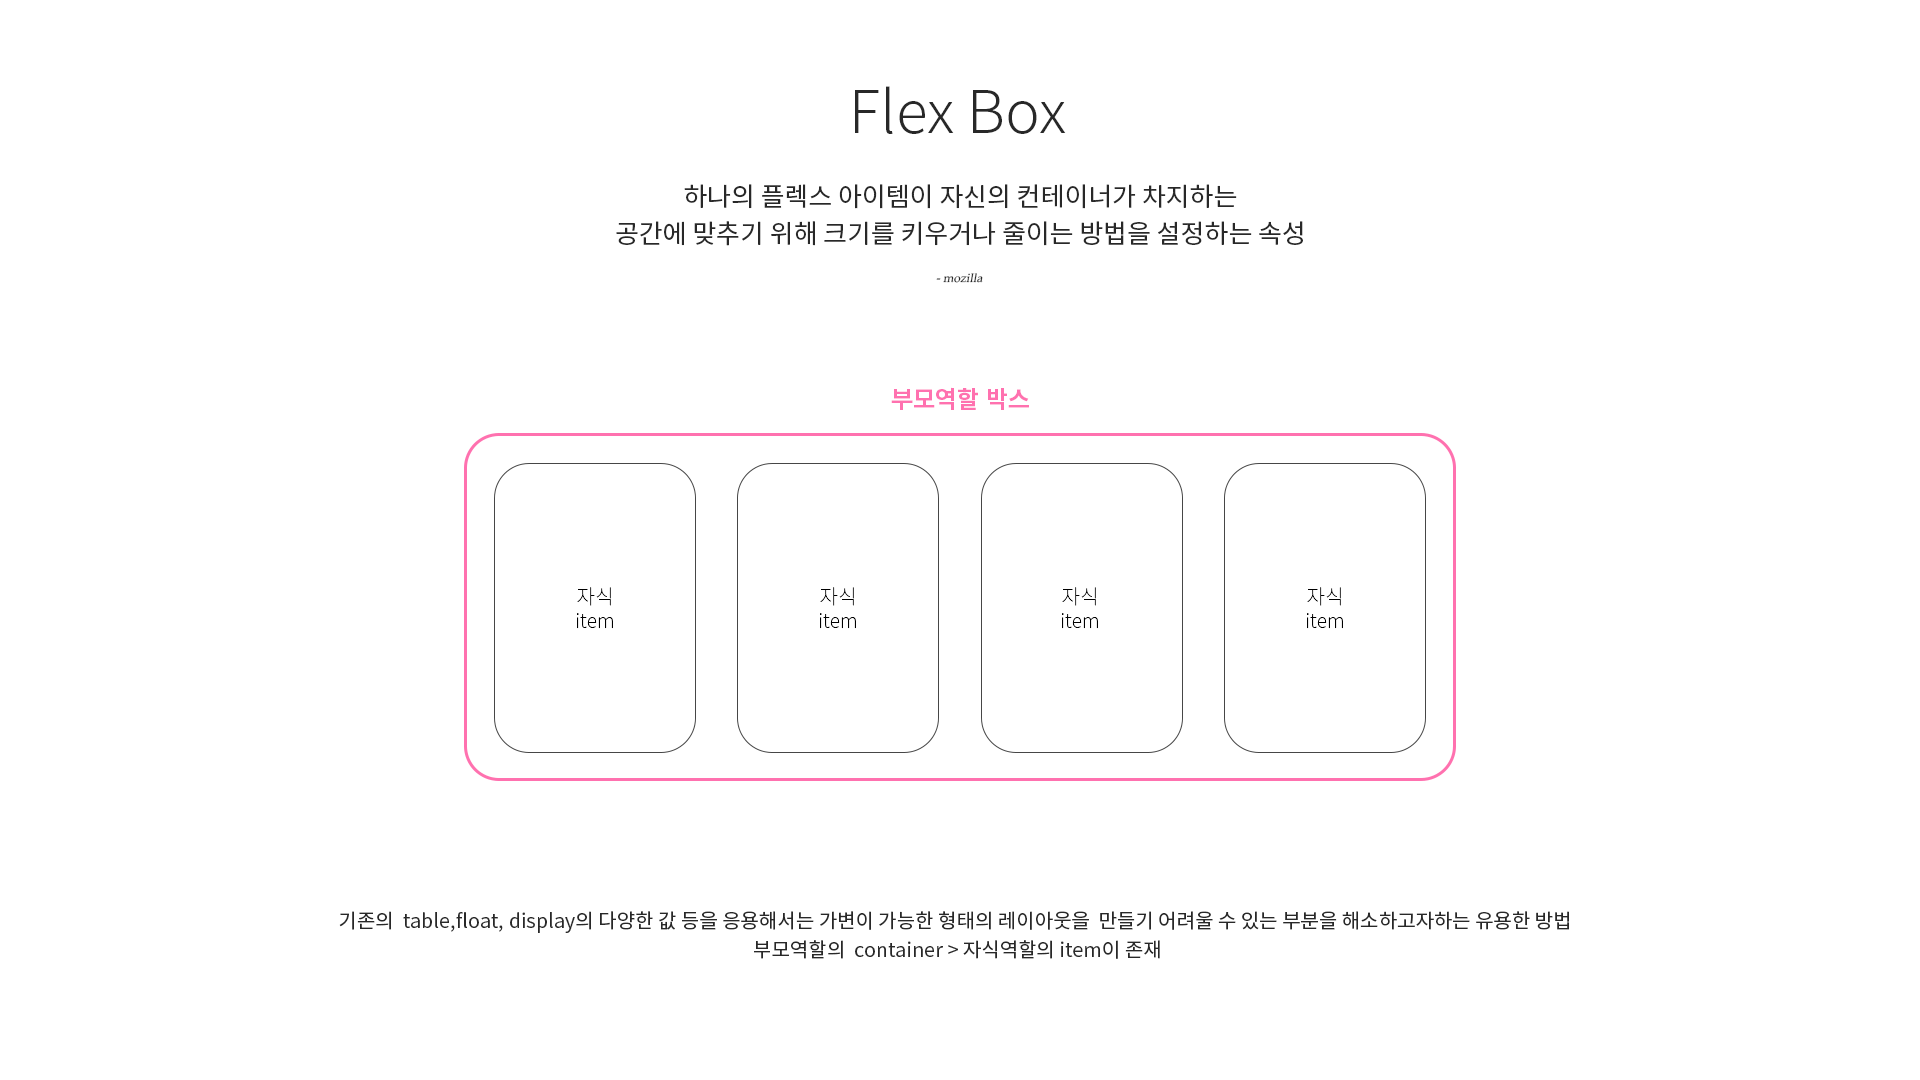 Flex Box
하나의 플렉스 아이템이 자신의 컨테이너가 차지하는
공간에 맞추기 위해 크기를 키우거나 줄이는 방법을 설정하는 속성
- mozilla
부모역할 박스
자식
item
자식
item
자식
item
자식
item
기존의 table,float, display의 다양한 값 등을 응용해서는 가변이 가능한 형태의 레이아웃을 만들기 어려울 수 있는 부분을 해소하고자하는 유용한 방법
부모역할의 container > 자식역할의 item이 존재